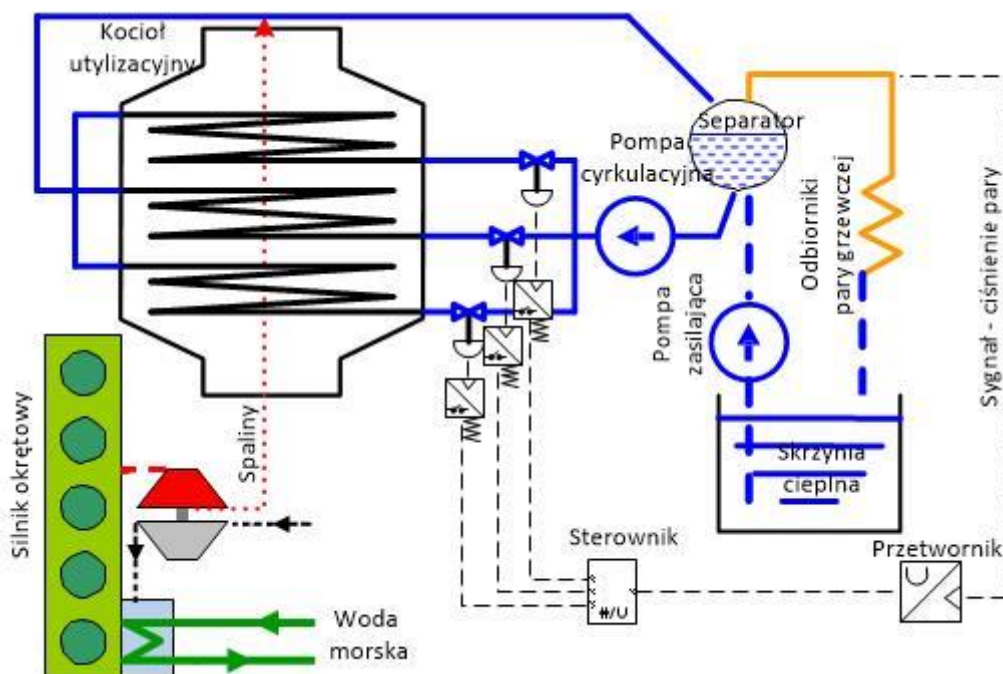 Kocioł
utylizacyjny
Separator
Pompa
cyrkulacyjna
Odbiorniki
pary grzewczej
Sygnał - ciśnienie pary
Pompa
zasilająca
Spaliny
Silnik okrętowy
Skrzynia
cieplna
Sterownik
Przetwornik
#/U
Woda
morska